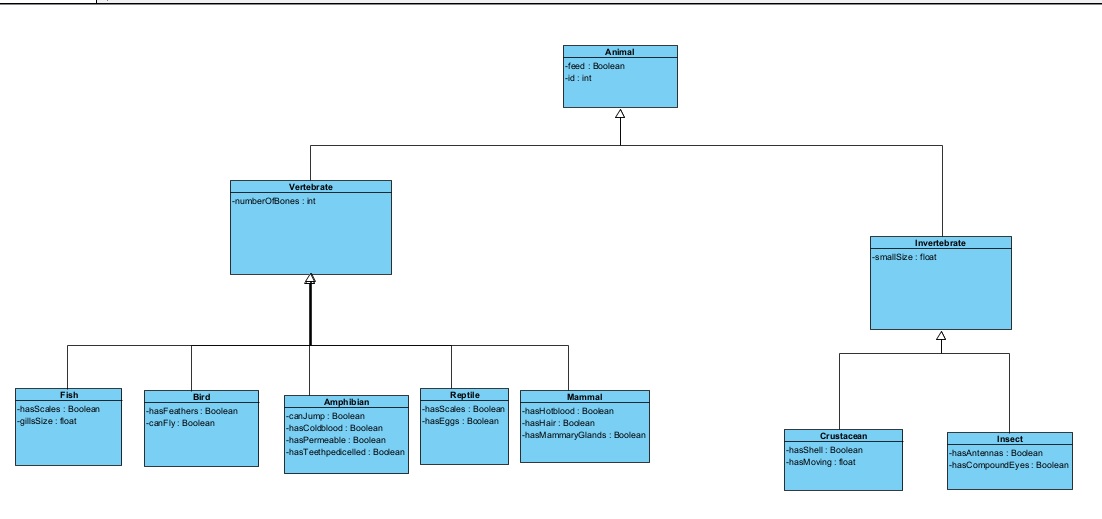 Animal
-feed : Boolean
-id : int
Vertebrate
-numberOfBones : int
Invertebrate
-smallSize : float
Fish
-hasScales : Boolean
-gillsSize : float
Bird
-hasFeathers : Boolean
-canFly : Boolean
Amphibian
-canJump : Boolean
-hasColdblood : Boolean
-hasPermeable : Boolean
-hasTeethpedicelled : Boolean
Reptile
-hasScales : Boolean
-hasEggs : Boolean
Mammal
-hasHotblood : Boolean
-hasHair : Boolean
-hasMammaryGlands : Boolean
Crustacean
-hasShell : Boolean
-hasMoving : float
Insect
-hasAntennas : Boolean
-hasCompoundEyes : Boolean